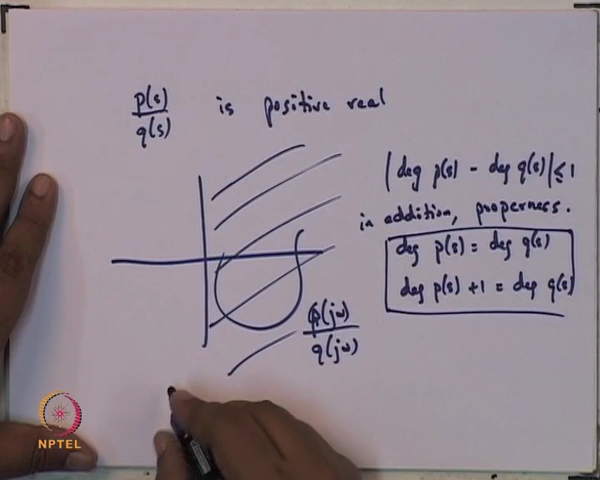 p(s)
q(s)
is positive real
|deg p(s) - deg q(s)| ≤ 1
in addition, properness.
deg p(s) = deg q(s)
deg p(s) + 1 = deg q(s)
p(jω)
q(jω)
NPTEL